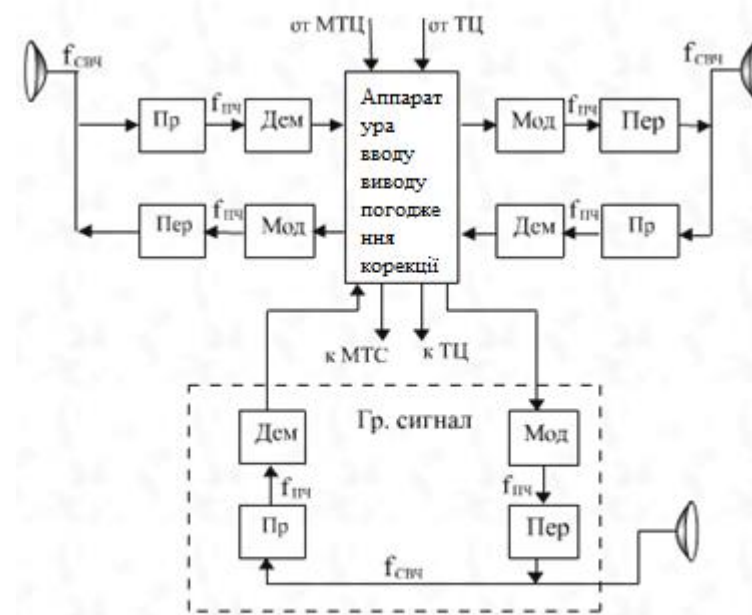 от МТЦ
от ТЦ
fСВЧ
fСВЧ
Пр
fПЧ
Дем
Аппарат
ура
вводу
виводу
погодже
ння
корекції
Мод
fПЧ
Пер
Пер
fПЧ
Мод
Дем
fПЧ
Пр
к МТС
к ТЦ
Дем
Гр. сигнал
Мод
fПЧ
fПЧ
Пр
Пер
fСВЧ